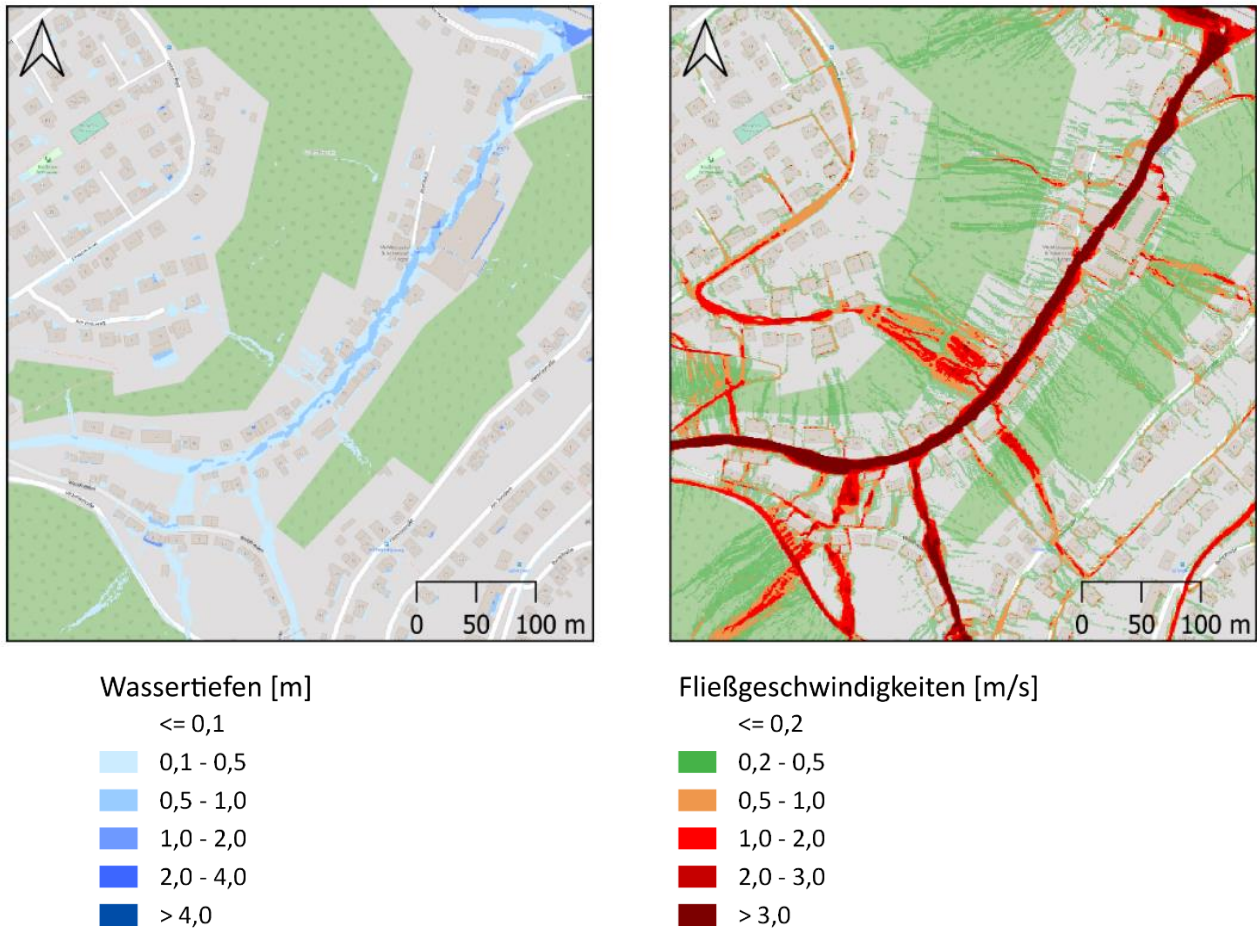 0 50 100 m
0 50 100 m
Wassertiefen [m]
<= 0,1
0,1 - 0,5
0,5 - 1,0
1,0 - 2,0
2,0 - 4,0
> 4,0
Fließgeschwindigkeiten [m/s]
<= 0,2
0,2 - 0,5
0,5 - 1,0
1,0 - 2,0
2,0 - 3,0
> 3,0